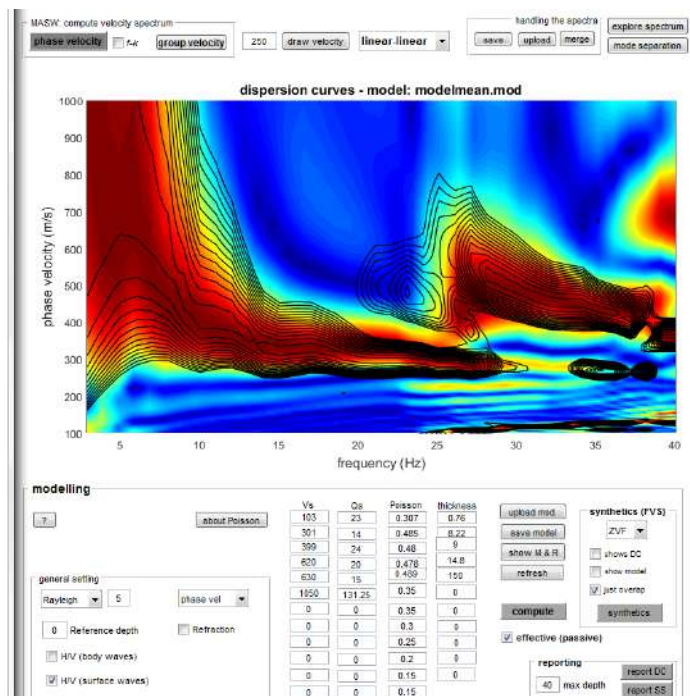 MASW: compute velocity spectrum
phase velocity f-k group velocity 250 draw velocity linear-linear
handling the spectra
save upload merge
explore spectrum
mode separation
dispersion curves - model: modelmean.mod
phase velocity (m/s)
1000
900
800
700
600
500
400
300
200
100
5 10 15 20 25 30 35 40
frequency (Hz)
modelling
? about Poisson
general setting
Rayleigh 5 phase vel
0 Reference depth Refraction
H/V (body waves)
H/V (surface waves)
Vs Qs Poisson thickness
103 23 0.307 0.76
301 14 0.485 8.22
399 24 0.48 9
620 20 0.478 14.8
630 15 0.489 150
1050 131.25 0.35 0
0 0 0.35 0
0 0 0.3 0
0 0 0.25 0
0 0 0.2 0
0 0 0.15 0
0 0 0.15
upload mod.
save model
show M & R
refresh
compute
effective (passive)
synthetics (FVS)
ZVF
shows DC
show model
just overlap
synthetics
reporting
40 max depth
report DC
report SS